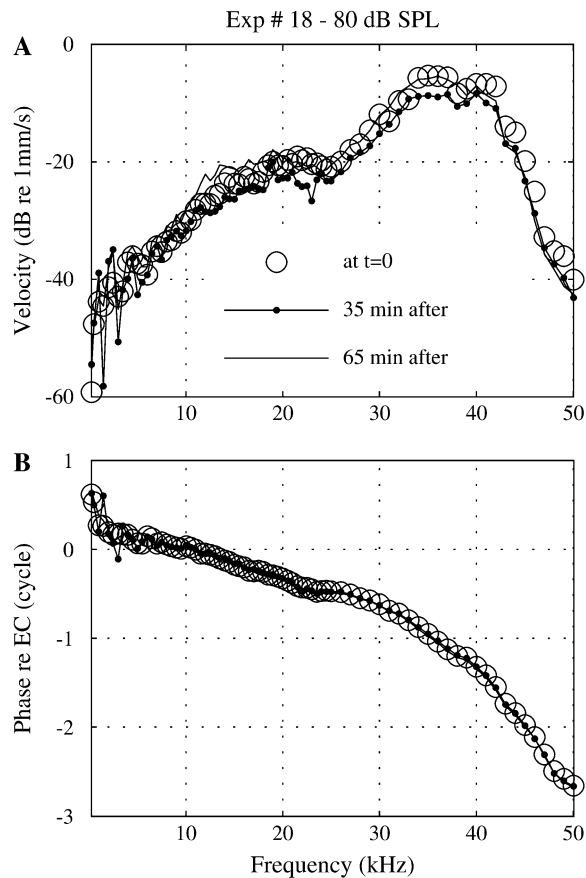 Exp # 18 - 80 dB SPL
A
0
-20
-40
-60
Velocity (dB re 1mm/s)
at t=0
35 min after
65 min after
10
20
30
40
50
B
1
0
-1
-2
-3
Phase re EC (cycle)
10
20
30
40
50
Frequency (kHz)